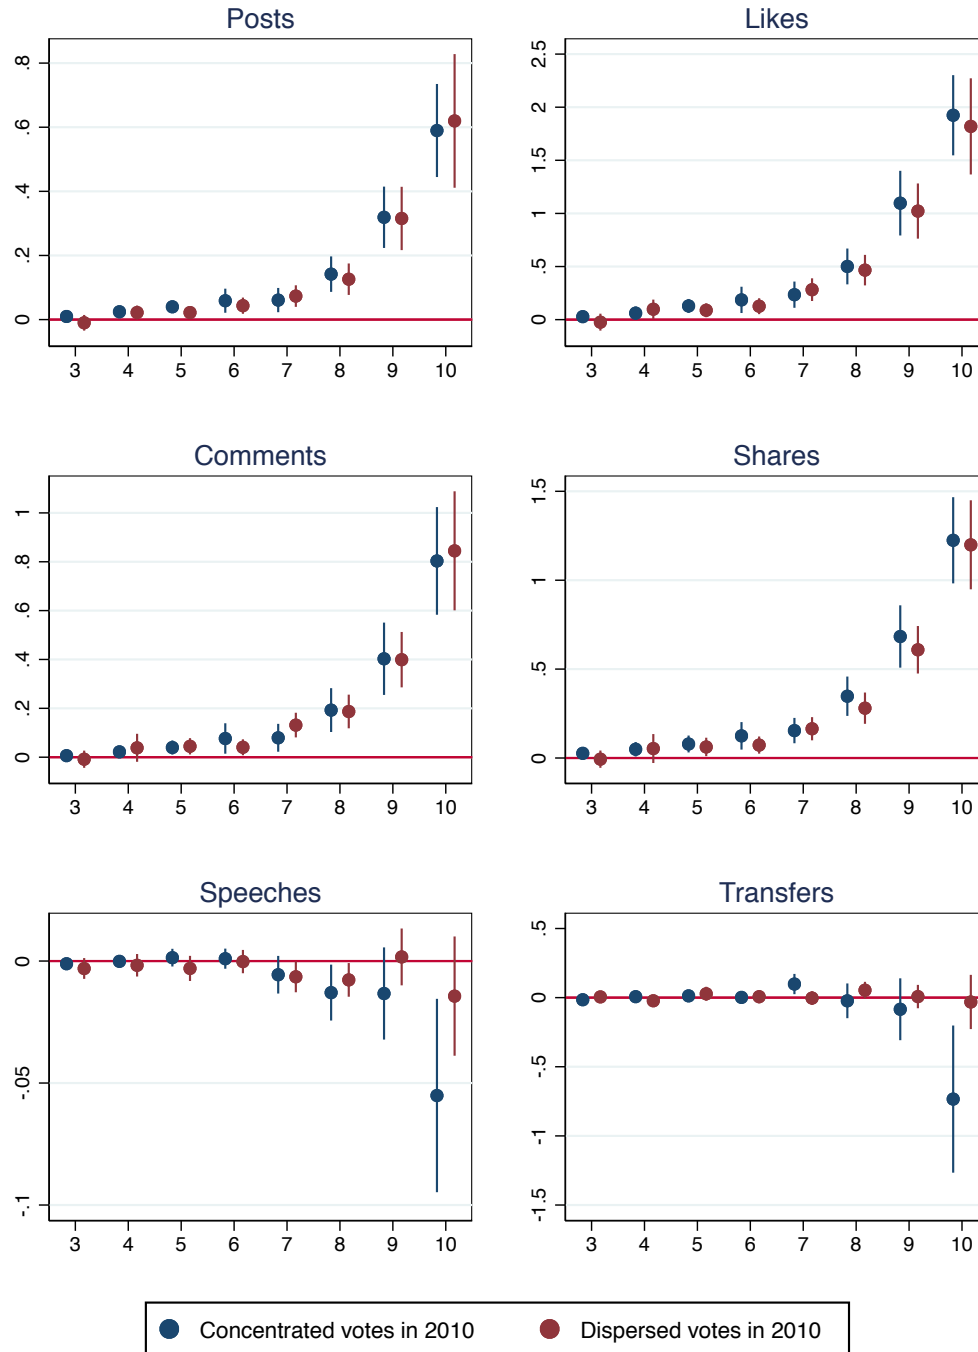 Posts
Likes
.8
.6
.4
.2
0
3 4 5 6 7 8 9 10
2.5
2
1.5
1
.5
0
3 4 5 6 7 8 9 10
Comments
Shares
1
.8
.6
.4
.2
0
3 4 5 6 7 8 9 10
1.5
1
.5
0
3 4 5 6 7 8 9 10
Speeches
Transfers
0
-.05
-.1
3 4 5 6 7 8 9 10
.5
0
-.5
-1
-1.5
3 4 5 6 7 8 9 10
Concentrated votes in 2010
Dispersed votes in 2010